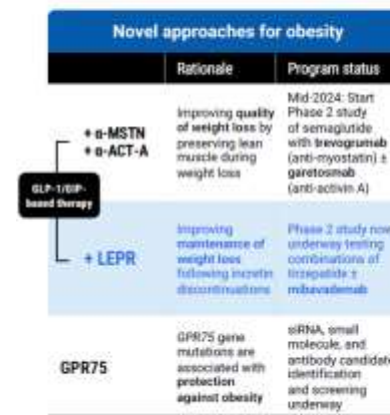 Novel approaches for obesity
Rationale
Program status
+ α-MSTN
+ α-ACT-A
Improving quality
of weight loss by
preserving lean
muscle during
weight loss
Mid-2024: Start
Phase 2 study
of semaglutide
with trevogrumab
(anti-myostatin) ±
garetosmab
(anti-activin A)
GLP-1/GIP-
based therapy
+ LEPR
Improving
maintenance of
weight loss
following incretin
discontinuations
Phase 2 study now
underway testing
combinations of
tirzepatide ±
mibavademab
GPR75
GPR75 gene
mutations are
associated with
protection
against obesity
siRNA, small
molecule, and
antibody candidate
identification
and screening
underway